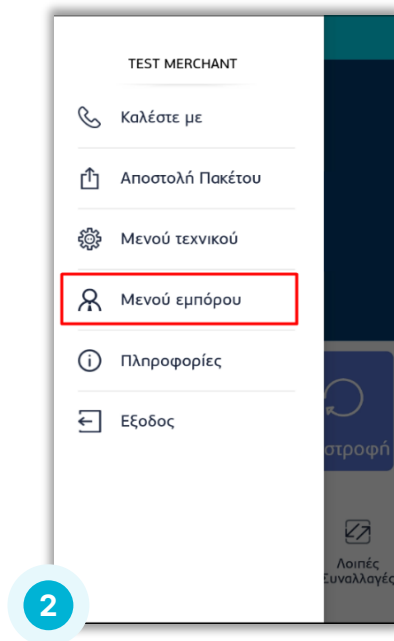 TEST MERCHANT
Καλέστε με
Αποστολή Πακέτου
Μενού τεχνικού
Μενού εμπόρου
Πληροφορίες
Εξοδος
στροφή
Λοιπές
Συναλλαγές
2